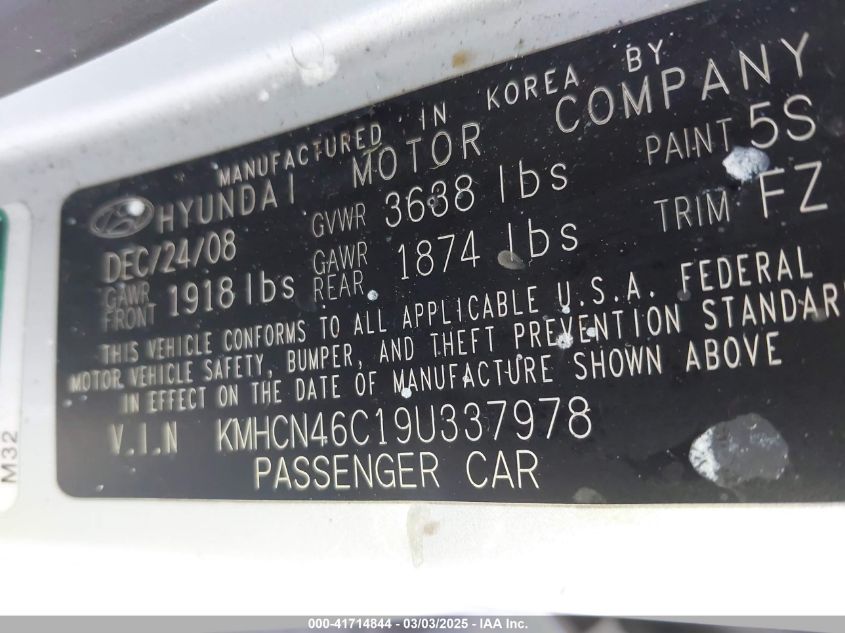 MANUFACTURED IN KOREA BY
HYUNDAI MOTOR COMPANY
DEC/24/08 GVWR 3638 lbs PAINT 5S
GAWR FRONT 1918 lbs GAWR REAR 1874 lbs TRIM FZ
THIS VEHICLE CONFORMS TO ALL APPLICABLE U.S.A. FEDERAL
MOTOR VEHICLE SAFETY, BUMPER, AND THEFT PREVENTION STANDAR
IN EFFECT ON THE DATE OF MANUFACTURE SHOWN ABOVE
V.I.N KMHCN46C19U337978
PASSENGER CAR
M32
000-41714844 — 03/03/2025 — IAA Inc.